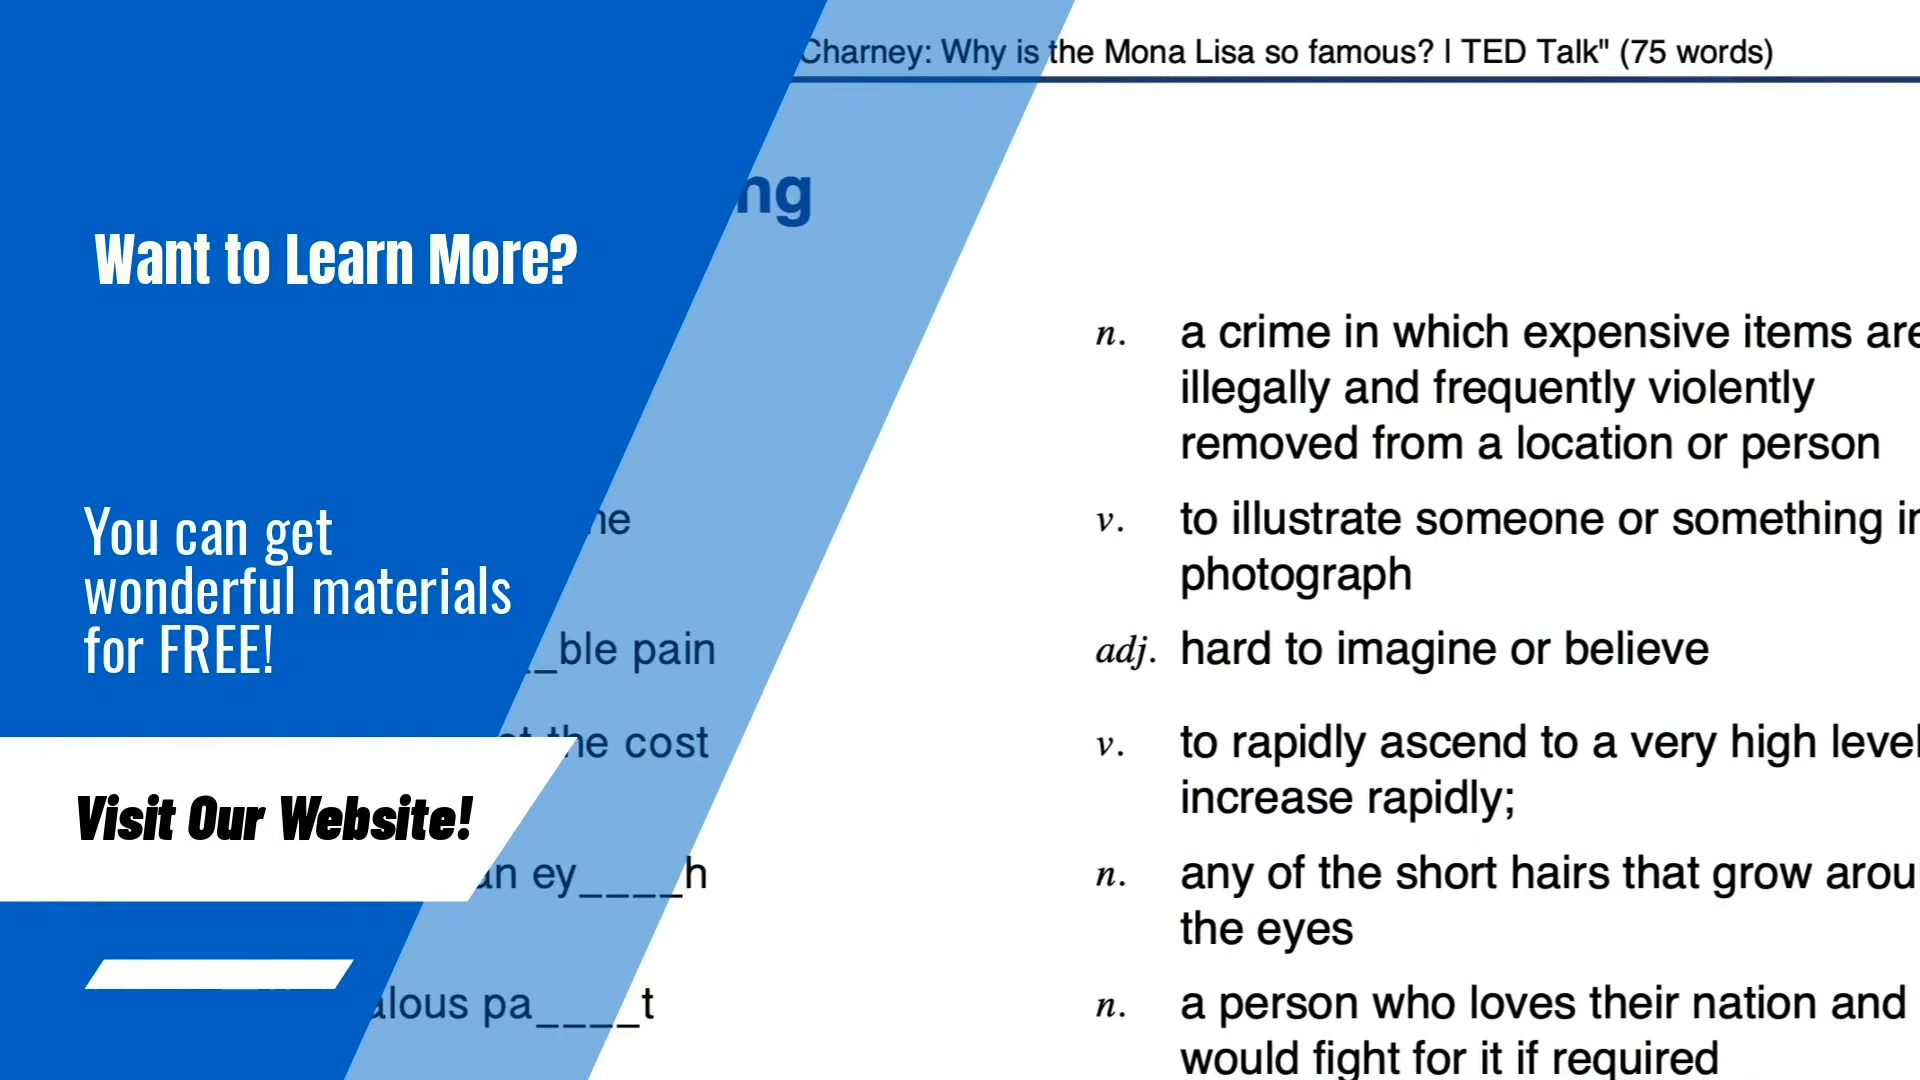 Charney: Why is the Mona Lisa so famous? | TED Talk" (75 words)
ng
Want to Learn More?
You can get
wonderful materials
for FREE!
Visit Our Website!
n. a crime in which expensive items are
illegally and frequently violently
removed from a location or person
v. to illustrate someone or something in
photograph
_ble pain
adj. hard to imagine or believe
the cost
v. to rapidly ascend to a very high level
increase rapidly;
an ey____h
n. any of the short hairs that grow arou
the eyes
alous pa____t
n. a person who loves their nation and
would fight for it if required